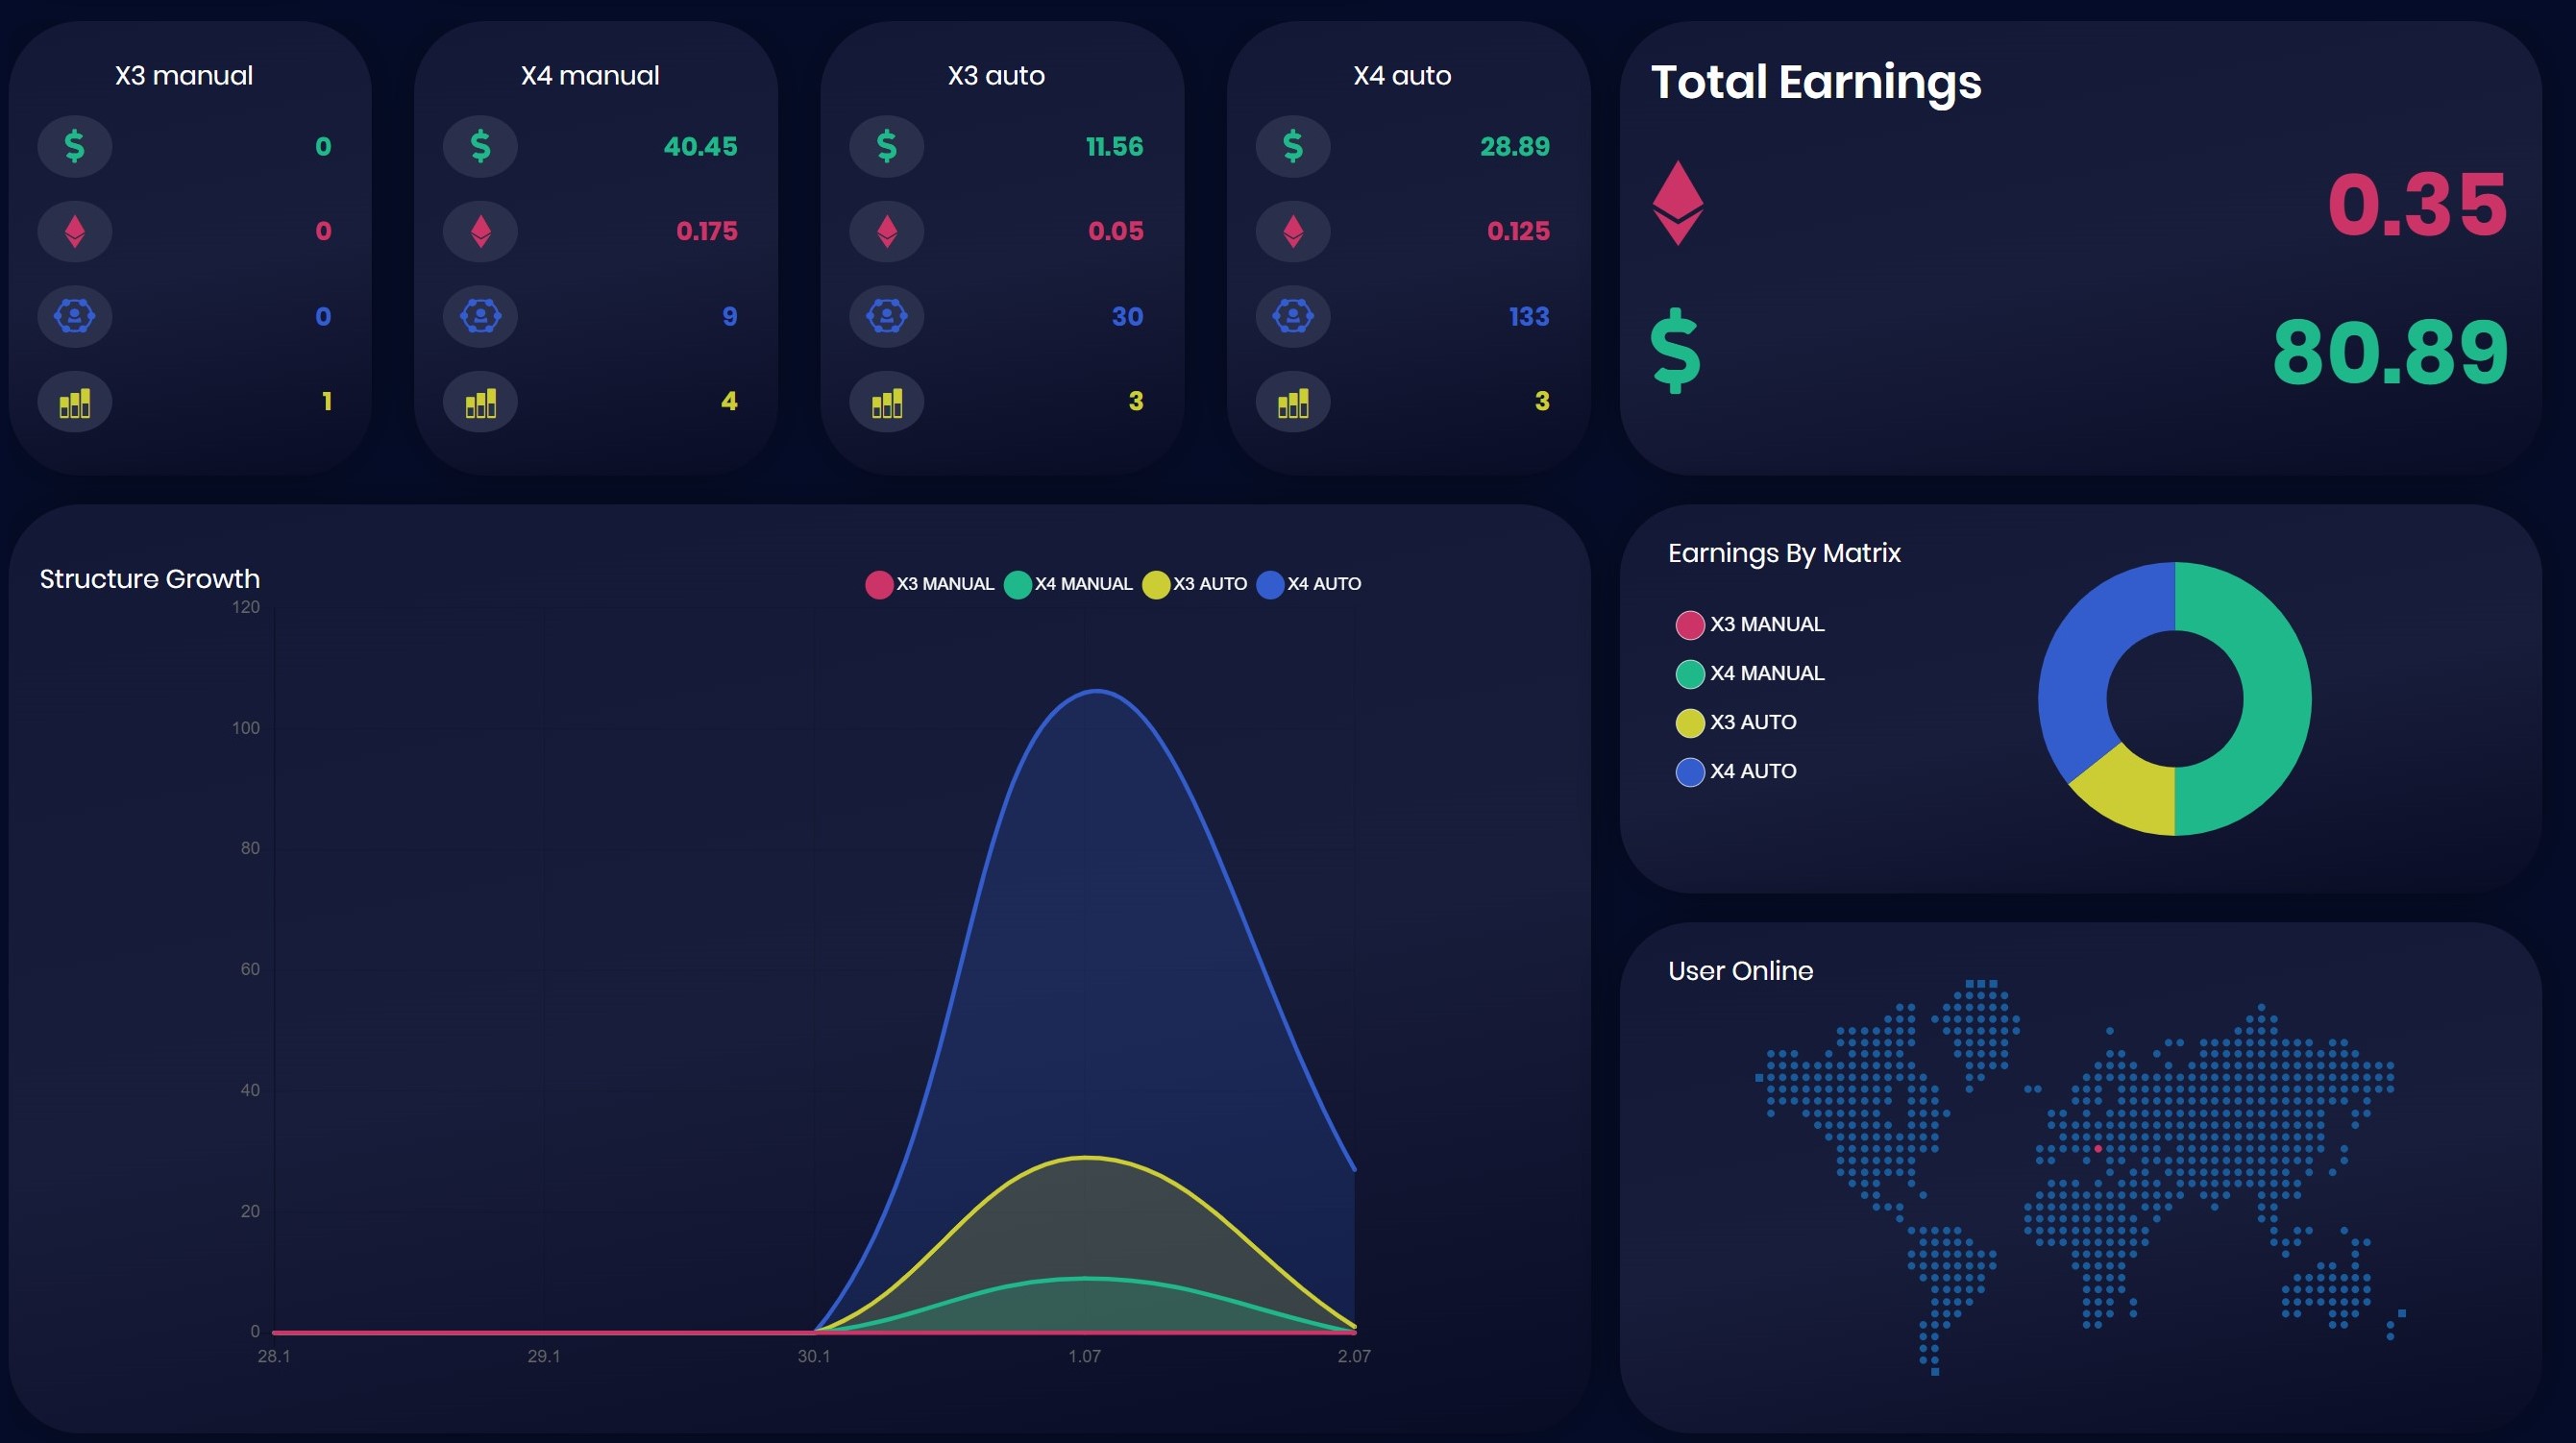 X3 manual
$ 0
0
0
1
X4 manual
$ 40.45
0.175
9
4
X3 auto
$ 11.56
0.05
30
3
X4 auto
$ 28.89
0.125
133
3
Total Earnings
0.35
$ 80.89
Structure Growth
X3 MANUAL X4 MANUAL X3 AUTO X4 AUTO
120
100
80
60
40
20
0
28.1 29.1 30.1 1.07 2.07
Earnings By Matrix
X3 MANUAL
X4 MANUAL
X3 AUTO
X4 AUTO
User Online